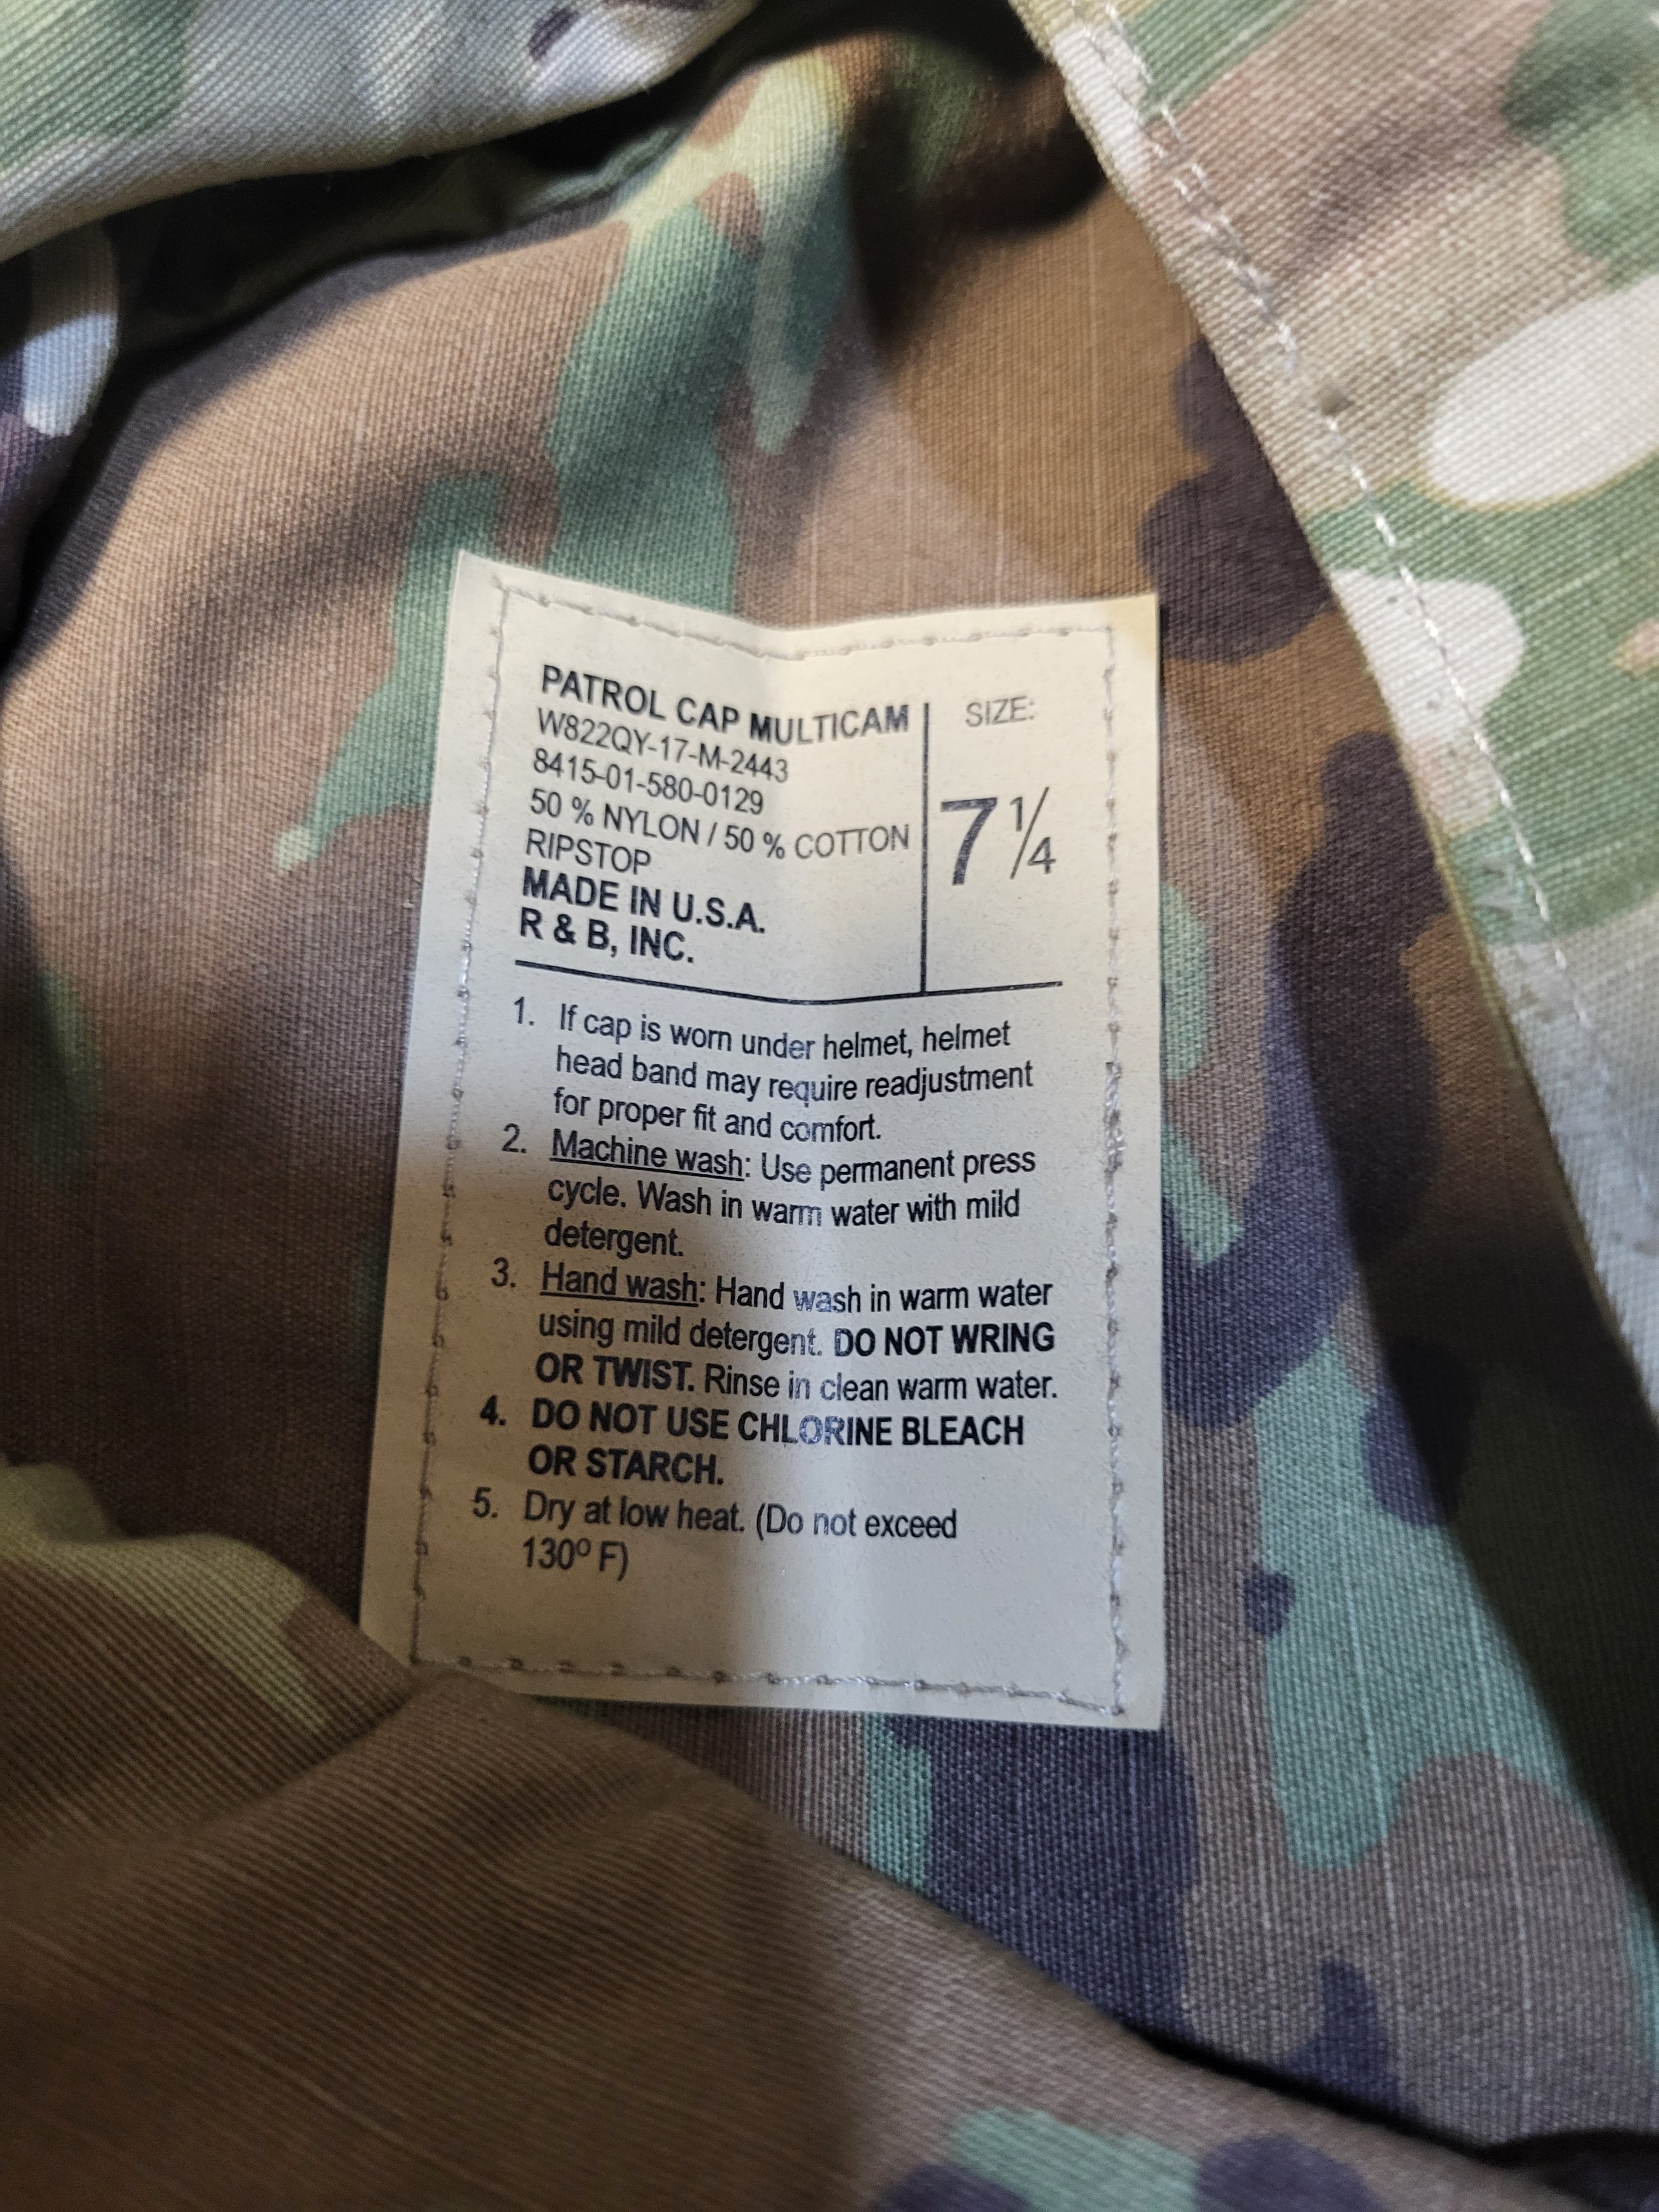 PATROL CAP MULTICAM
W822QY-17-M-2443
8415-01-580-0129
50 % NYLON / 50 % COTTON
RIPSTOP
MADE IN U.S.A.
R & B, INC.
SIZE:
7 1/4
1. If cap is worn under helmet, helmet
head band may require readjustment
for proper fit and comfort.
2. Machine wash: Use permanent press
cycle. Wash in warm water with mild
detergent.
3. Hand wash: Hand wash in warm water
using mild detergent. DO NOT WRING
OR TWIST. Rinse in clean warm water.
4. DO NOT USE CHLORINE BLEACH
OR STARCH.
5. Dry at low heat. (Do not exceed
130º F)